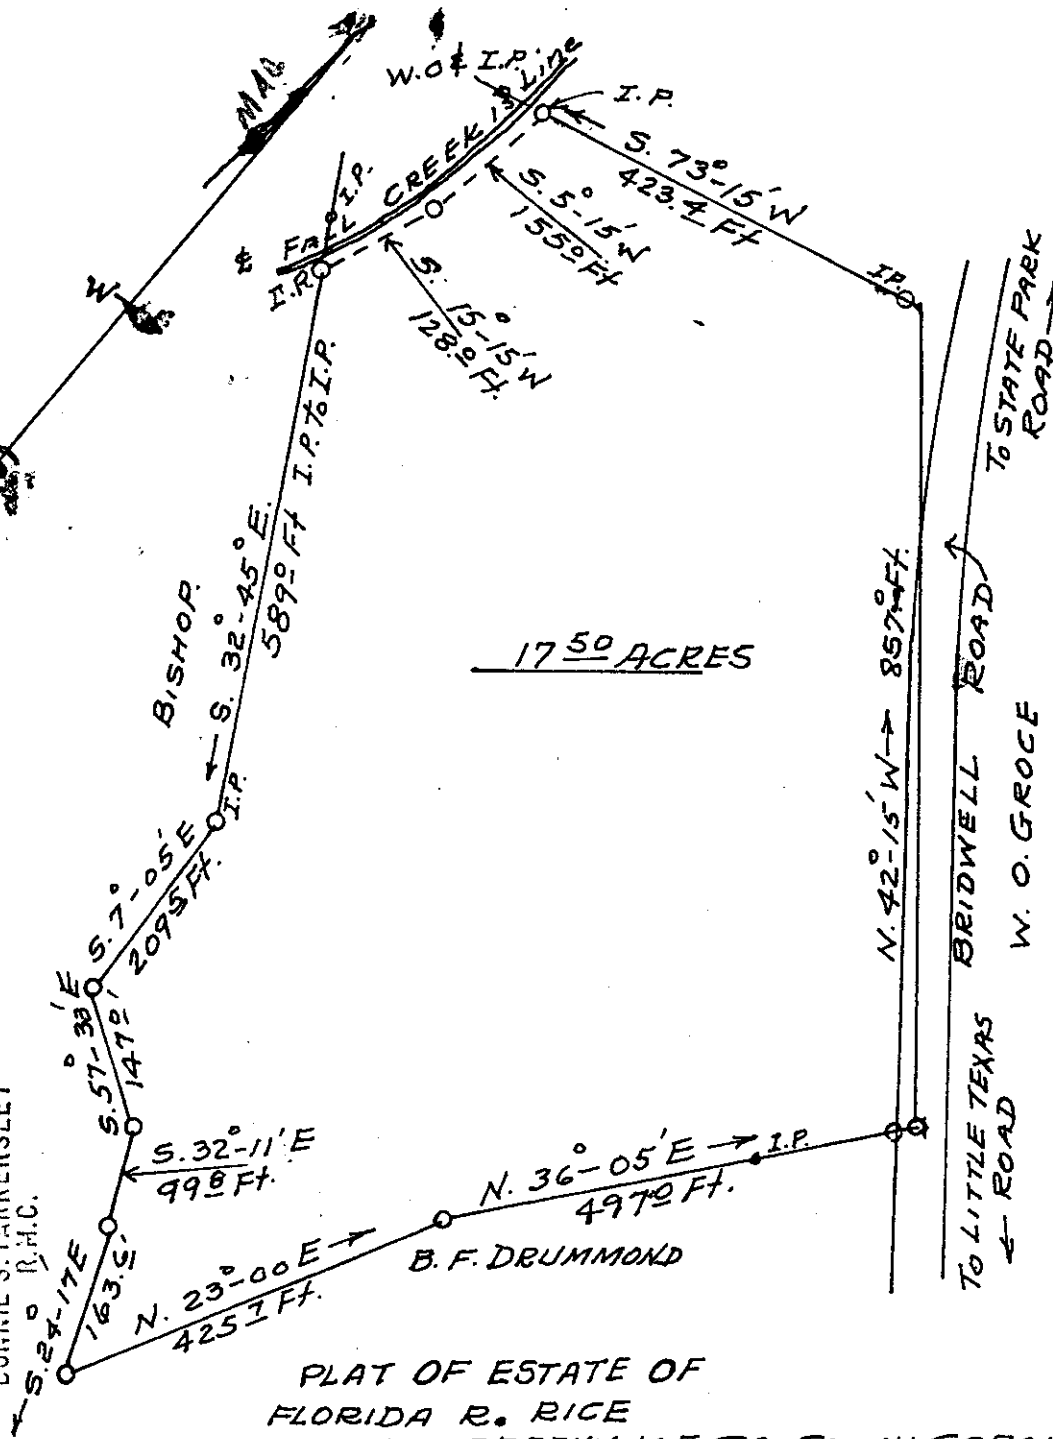 MAG
W
W.O. ℄ I.P.
I.P.
℄ FALL CREEK IS LINE
I.P.
I.P.
S. 73°-15'W
423.4 Ft
S. 5°-15'W
155.0 Ft
S. 15°-15'W
128.0 Ft.
I.P.
To STATE PARK
ROAD
I.P. to I.P.
S. 32°-45° E.
589.0 Ft
BISHOP.
I.P.
17.50 ACRES
N. 42°-15'W → 857.0 Ft.
BRIDWELL ROAD
W. O. GROCE
S. 7°-05' E
209.5 Ft.
S. 57°-33' E
147.0'
S. 32°-11' E
99.8 Ft.
R.M.C.
S. 24°-17 E
163.6'
N. 23°-00 E →
425.7 Ft.
N. 36°-05' E →
497.0 Ft.
I.P.
B. F. DRUMMOND
To LITTLE TEXAS
← ROAD
PLAT OF ESTATE OF
FLORIDA R. RICE